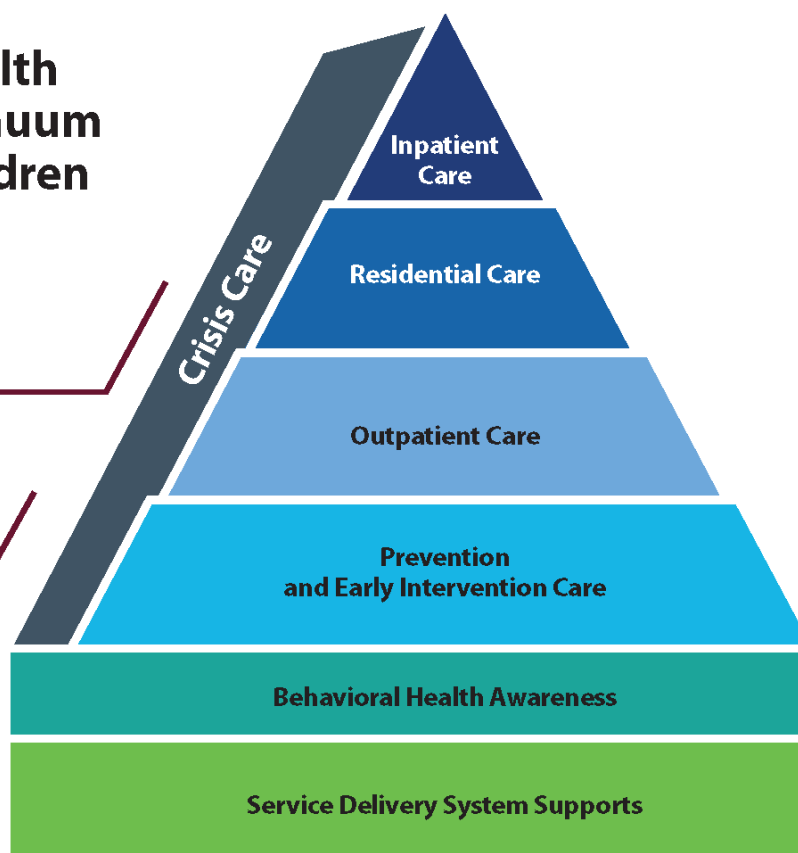 lth
uum
dren
Inpatient
Care
Residential Care
Crisis Care
Outpatient Care
Prevention
and Early Intervention Care
Behavioral Health Awareness
Service Delivery System Supports